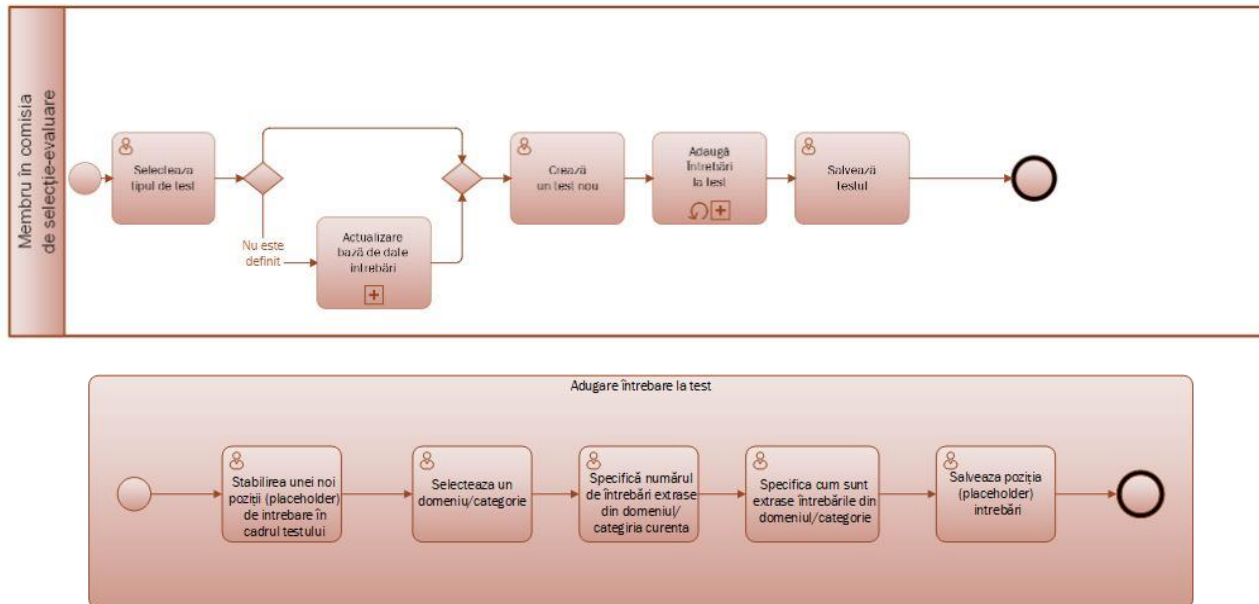 Membru în comisia
de selecție-evaluare
Selecteaza
tipul de test
Nu este
definit
Actualizare
bază de date
întrebări
Crează
un test nou
Adaugă
Întrebări
la test
Salvează
testul
Adugare întrebare la test
Stabilirea unei noi
poziții (placeholder)
de intrebare în
cadrul testului
Selecteaza un
domeniu/categorie
Specifică numărul
de întrebări extrase
din domeniul/
categiria curenta
Specifica cum sunt
extrase întrebările din
domeniul/categorie
Salveaza poziția
(placeholder)
intrebări